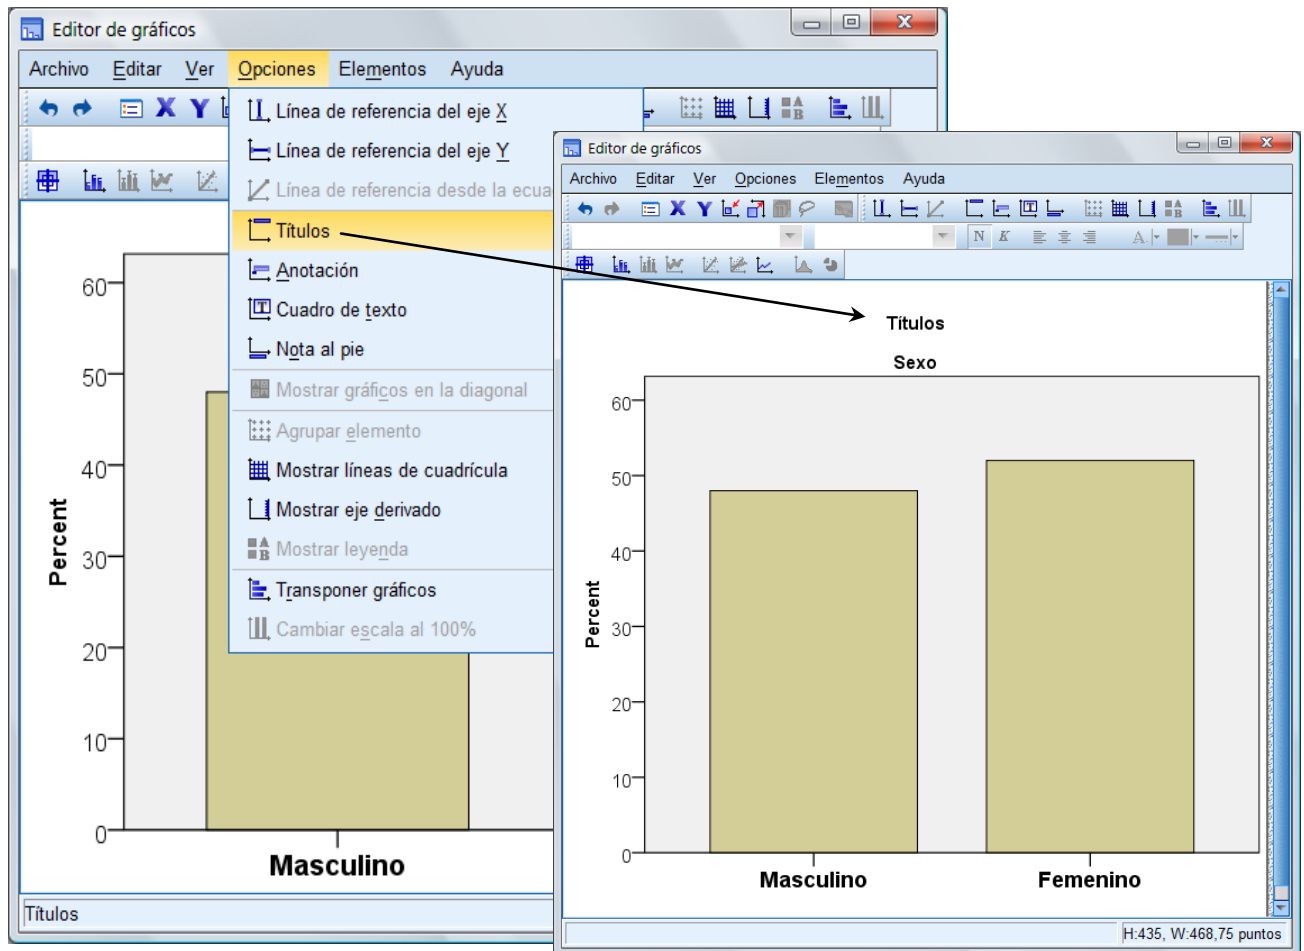 Editor de gráficos
Archivo Editar Ver Opciones Elementos Ayuda
Línea de referencia del eje X
Línea de referencia del eje Y
Línea de referencia desde la ecua
Títulos
Anotación
Cuadro de texto
Nota al pie
Mostrar gráficos en la diagonal
Agrupar elemento
Mostrar líneas de cuadrícula
Mostrar eje derivado
Mostrar leyenda
Transponer gráficos
Cambiar escala al 100%
60
50
40
30
20
10
0
Percent
Masculino
Títulos
Editor de gráficos
Archivo Editar Ver Opciones Elementos Ayuda
N K
A
Títulos
Sexo
60
50
40
30
20
10
0
Percent
Masculino Femenino
H:435, W:468,75 puntos